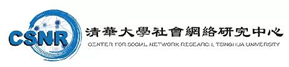 CSNR 清華大學社會網絡研究中心
CENTER FOR SOCIAL NETWORK RESEARCH, TSINGHUA UNIVERSITY